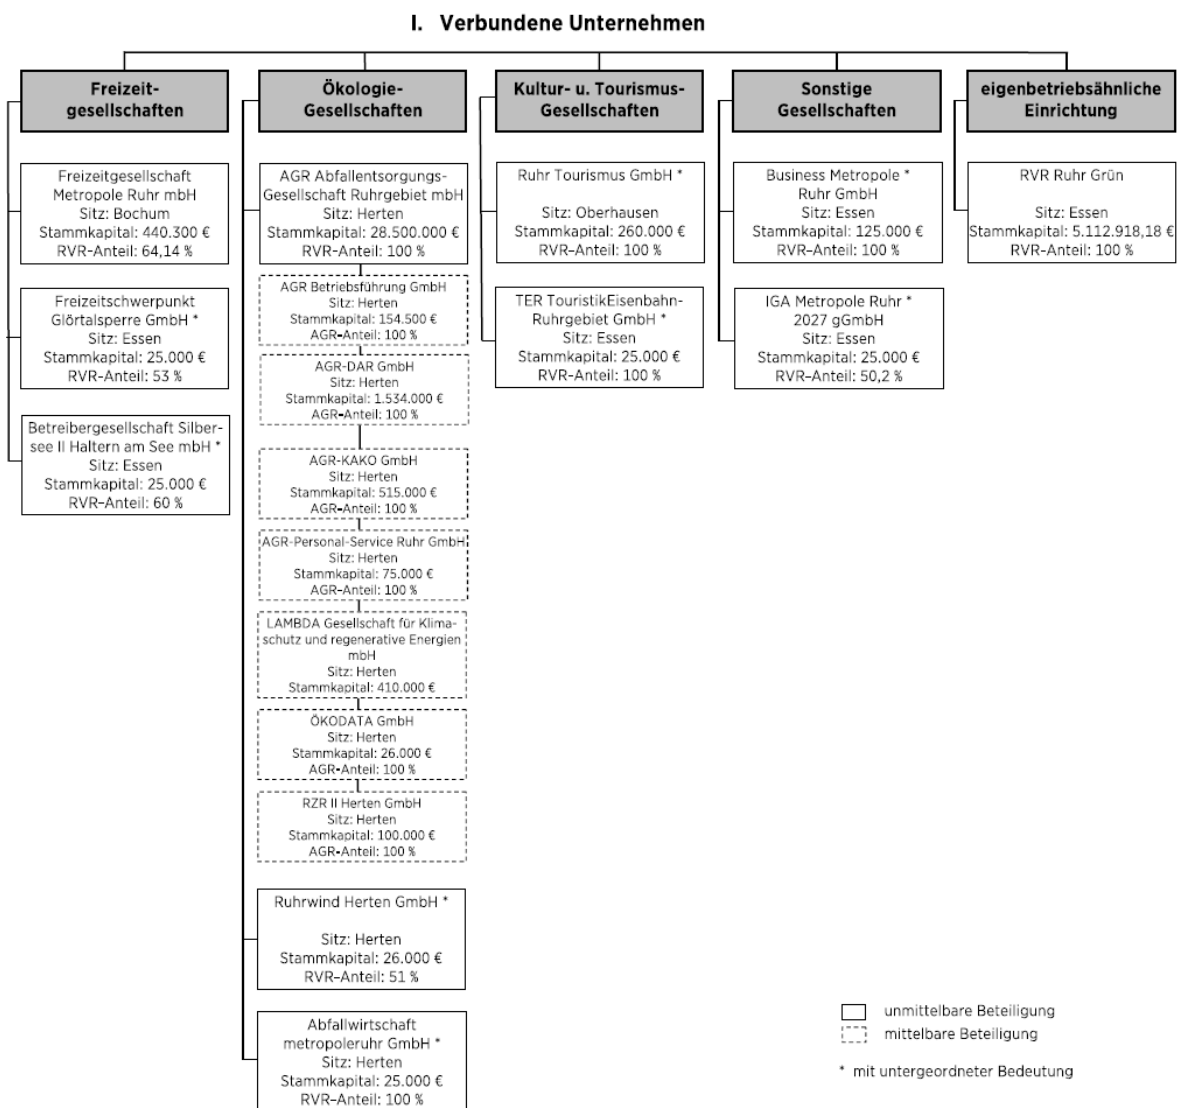 I. Verbundene Unternehmen
Freizeit-
gesellschaften
Freizeitgesellschaft
Metropole Ruhr mbH
Sitz: Bochum
Stammkapital: 440.300 €
RVR-Anteil: 64,14 %
Freizeitschwerpunkt
Glörtalsperre GmbH *
Sitz: Essen
Stammkapital: 25.000 €
RVR-Anteil: 53 %
Betreibergesellschaft Silber-
see II Haltern am See mbH *
Sitz: Essen
Stammkapital: 25.000 €
RVR-Anteil: 60 %
Ökologie-
Gesellschaften
AGR Abfallentsorgungs-
Gesellschaft Ruhrgebiet mbH
Sitz: Herten
Stammkapital: 28.500.000 €
RVR-Anteil: 100 %
AGR Betriebsführung GmbH
Sitz: Herten
Stammkapital: 154.500 €
AGR-Anteil: 100 %
AGR-DAR GmbH
Sitz: Herten
Stammkapital: 1.534.000 €
AGR-Anteil: 100 %
AGR-KAKO GmbH
Sitz: Herten
Stammkapital: 515.000 €
AGR-Anteil: 100 %
AGR-Personal-Service Ruhr GmbH
Sitz: Herten
Stammkapital: 75.000 €
AGR-Anteil: 100 %
LAMBDA Gesellschaft für Klima-
schutz und regenerative Energien
mbH
Sitz: Herten
Stammkapital: 410.000 €
ÖKODATA GmbH
Sitz: Herten
Stammkapital: 26.000 €
AGR-Anteil: 100 %
RZR II Herten GmbH
Sitz: Herten
Stammkapital: 100.000 €
AGR-Anteil: 100 %
Ruhrwind Herten GmbH *
Sitz: Herten
Stammkapital: 26.000 €
RVR-Anteil: 51 %
Abfallwirtschaft
metropoleruhr GmbH *
Sitz: Herten
Stammkapital: 25.000 €
RVR-Anteil: 100 %
Kultur- u. Tourismus-
Gesellschaften
Ruhr Tourismus GmbH *
Sitz: Oberhausen
Stammkapital: 260.000 €
RVR-Anteil: 100 %
TER TouristikEisenbahn-
Ruhrgebiet GmbH *
Sitz: Essen
Stammkapital: 25.000 €
RVR-Anteil: 100 %
Sonstige
Gesellschaften
Business Metropole *
Ruhr GmbH
Sitz: Essen
Stammkapital: 125.000 €
RVR-Anteil: 100 %
IGA Metropole Ruhr *
2027 gGmbH
Sitz: Essen
Stammkapital: 25.000 €
RVR-Anteil: 50,2 %
eigenbetriebsähnliche
Einrichtung
RVR Ruhr Grün
Sitz: Essen
Stammkapital: 5.112.918,18 €
RVR-Anteil: 100 %
unmittelbare Beteiligung
mittelbare Beteiligung
* mit untergeordneter Bedeutung